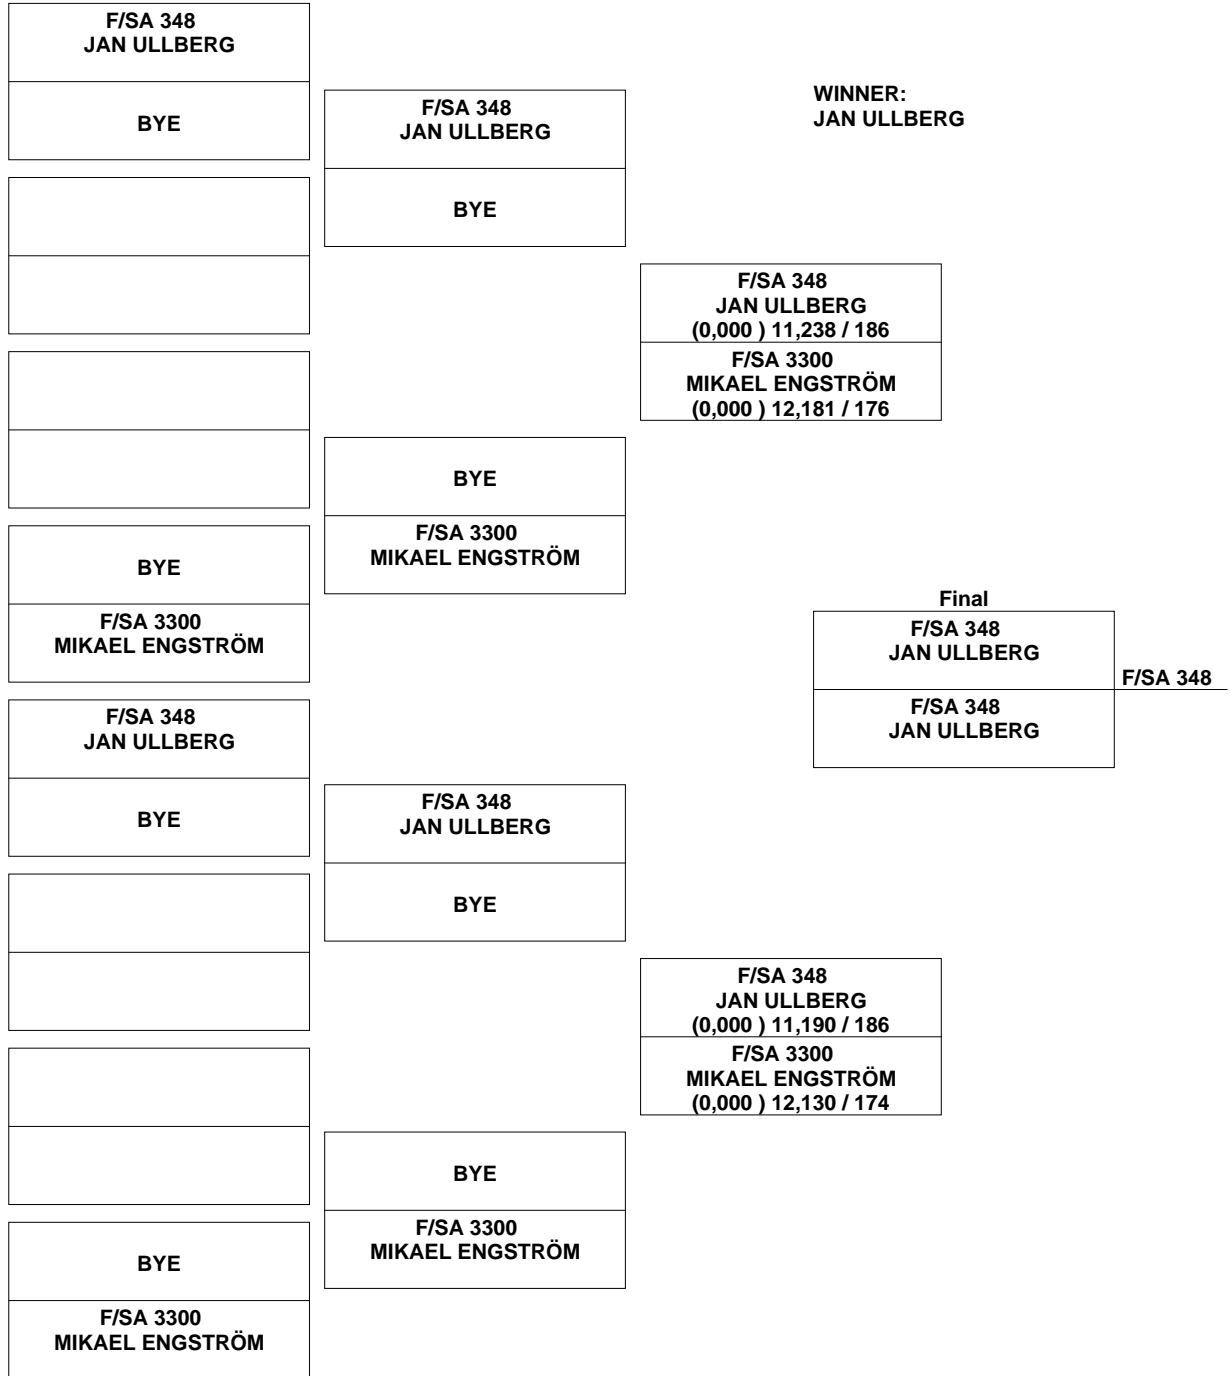 F/SA 348
JAN ULLBERG
BYE
F/SA 348
JAN ULLBERG
BYE
WINNER:
JAN ULLBERG
F/SA 348
JAN ULLBERG
(0,000 ) 11,238 / 186
F/SA 3300
MIKAEL ENGSTRÖM
(0,000 ) 12,181 / 176
BYE
F/SA 3300
MIKAEL ENGSTRÖM
BYE
F/SA 3300
MIKAEL ENGSTRÖM
Final
F/SA 348
JAN ULLBERG
F/SA 348
JAN ULLBERG
F/SA 348
F/SA 348
JAN ULLBERG
BYE
F/SA 348
JAN ULLBERG
BYE
F/SA 348
JAN ULLBERG
(0,000 ) 11,190 / 186
F/SA 3300
MIKAEL ENGSTRÖM
(0,000 ) 12,130 / 174
BYE
F/SA 3300
MIKAEL ENGSTRÖM
BYE
F/SA 3300
MIKAEL ENGSTRÖM